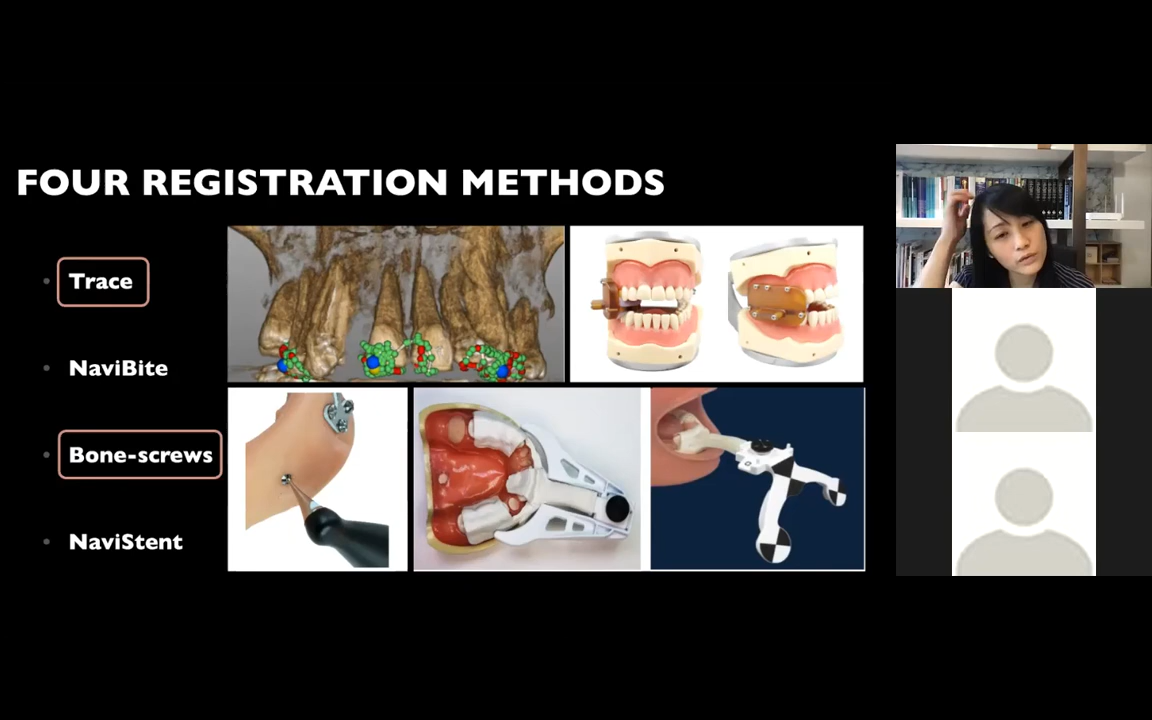 FOUR REGISTRATION METHODS
Trace
NaviBite
Bone-screws
NaviStent